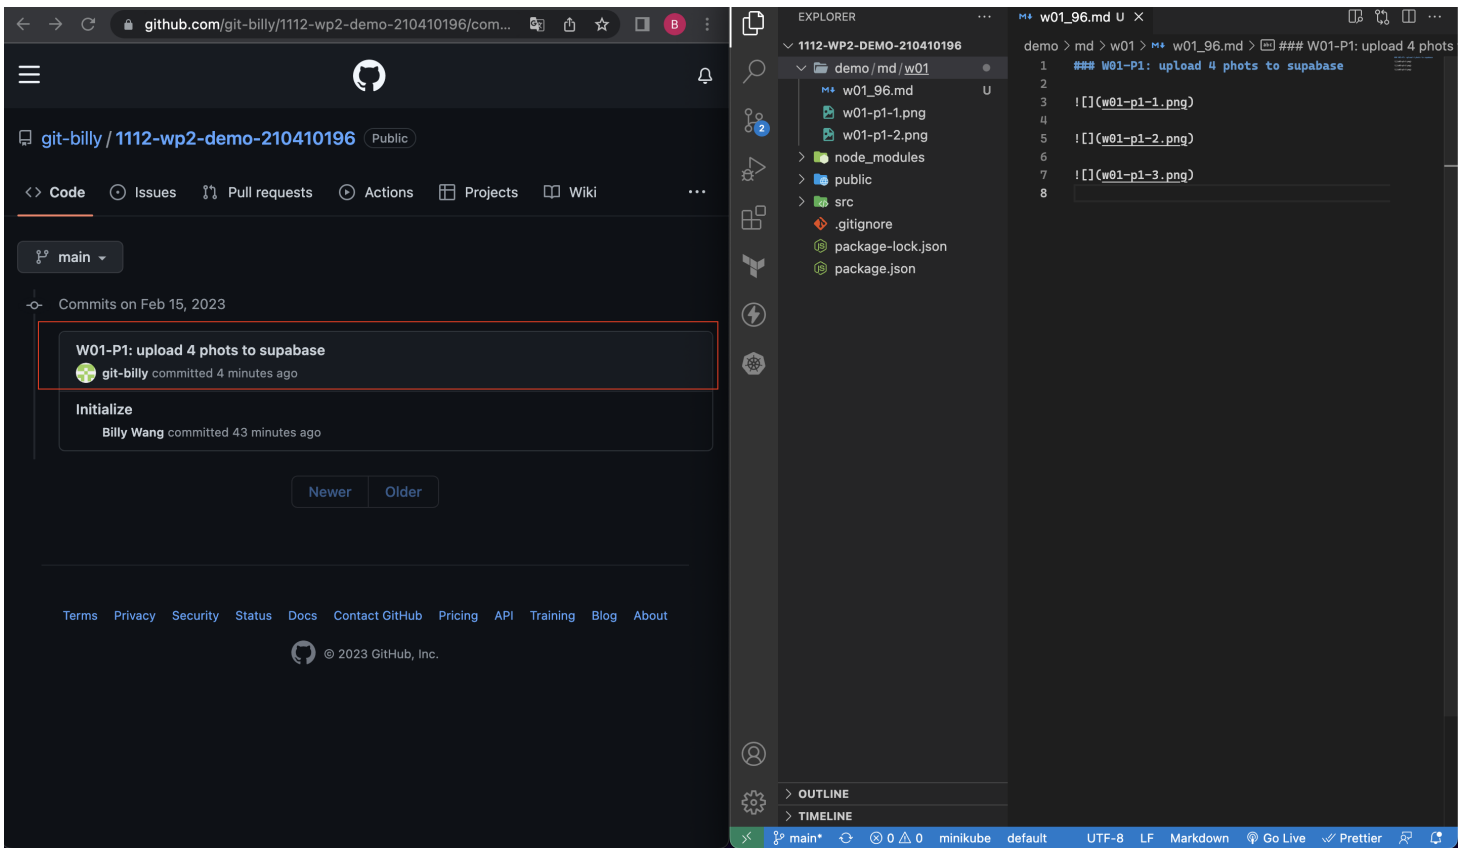 github.com/git-billy/1112-wp2-demo-210410196/com...
B
git-billy / 1112-wp2-demo-210410196 Public
Code Issues Pull requests Actions Projects Wiki ...
main
Commits on Feb 15, 2023
W01-P1: upload 4 phots to supabase
git-billy committed 4 minutes ago
Initialize
Billy Wang committed 43 minutes ago
Newer Older
Terms Privacy Security Status Docs Contact GitHub Pricing API Training Blog About
© 2023 GitHub, Inc.
2
EXPLORER ...
1112-WP2-DEMO-210410196
demo/md/w01
w01_96.md U
w01-p1-1.png
w01-p1-2.png
node_modules
public
src
.gitignore
package-lock.json
package.json
OUTLINE
TIMELINE
w01_96.md U
demo > md > w01 > w01_96.md > ### W01-P1: upload 4 phots
1 ### W01-P1: upload 4 phots to supabase
2
3 ![](w01-p1-1.png)
4
5 ![](w01-p1-2.png)
6
7 ![](w01-p1-3.png)
8
main* 0 0 minikube default UTF-8 LF Markdown Go Live Prettier